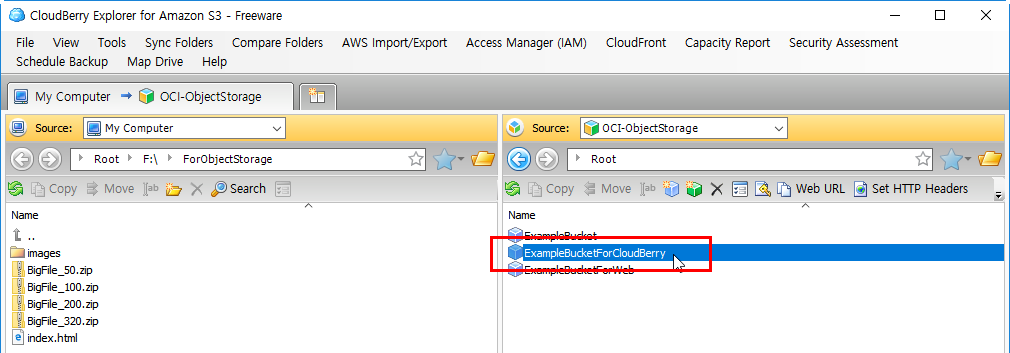 CloudBerry Explorer for Amazon S3 - Freeware
File View Tools Sync Folders Compare Folders AWS Import/Export Access Manager (IAM) CloudFront Capacity Report Security Assessment
Schedule Backup Map Drive Help
My Computer OCI-ObjectStorage
Source: My Computer
Root F:\ ForObjectStorage
Copy Move Search
Name
..
images
BigFile_50.zip
BigFile_100.zip
BigFile_200.zip
BigFile_320.zip
index.html
Source: OCI-ObjectStorage
Root
Copy Move Web URL Set HTTP Headers
Name
ExampleBucket
ExampleBucketForCloudBerry
ExampleBucketForWeb